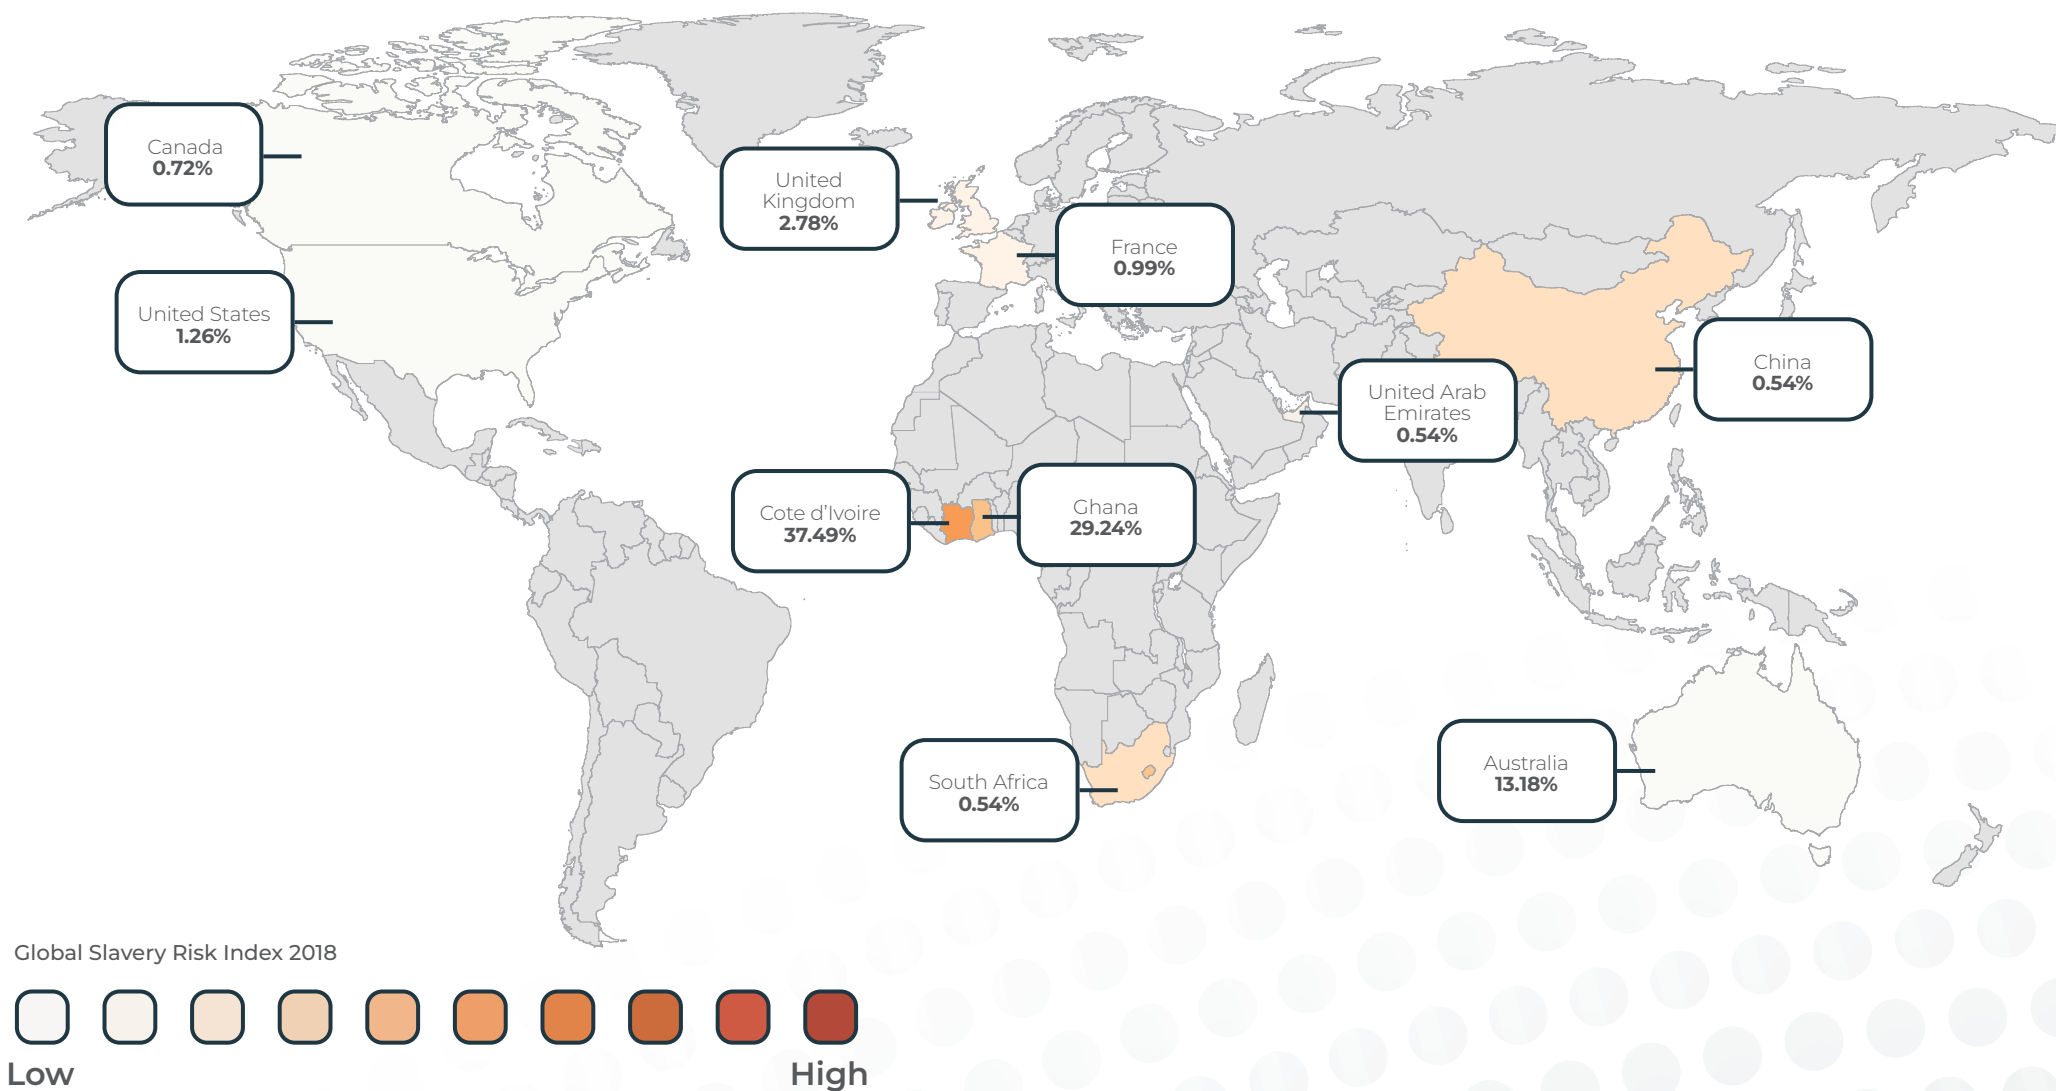 Canada
0.72%
United
Kingdom
2.78%
France
0.99%
United States
1.26%
China
0.54%
United Arab
Emirates
0.54%
Cote d'Ivoire
37.49%
Ghana
29.24%
South Africa
0.54%
Australia
13.18%
Global Slavery Risk Index 2018
Low
High